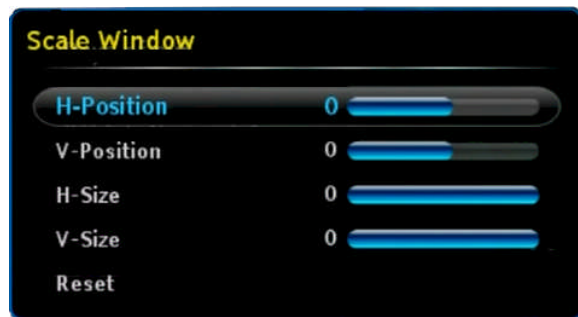 Scale Window
H-Position 0
V-Position 0
H-Size 0
V-Size 0
Reset